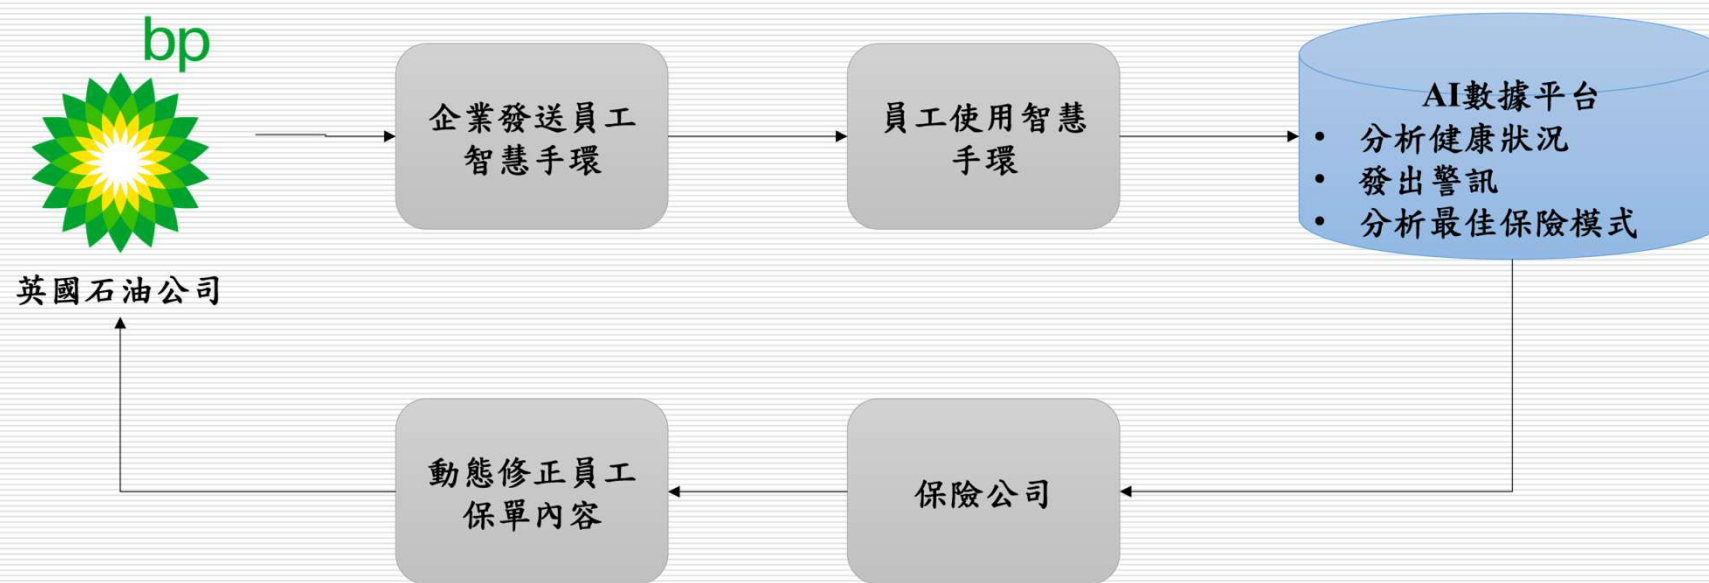 bp
英國石油公司
企業發送員工
智慧手環
員工使用智慧
手環
AI數據平台
• 分析健康狀況
• 發出警訊
• 分析最佳保險模式
動態修正員工
保單內容
保險公司